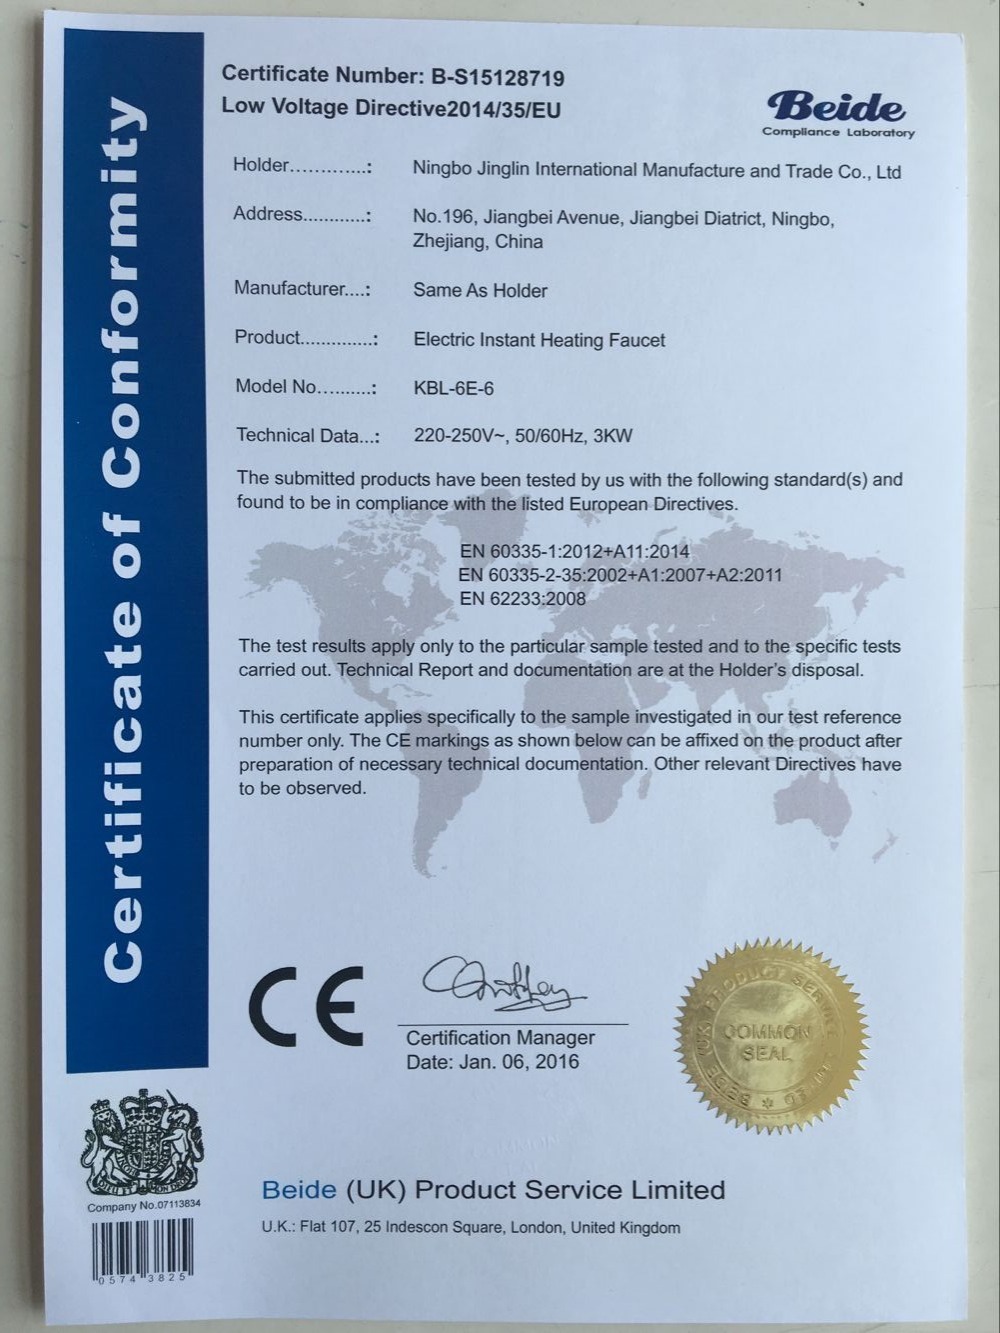 Certificate of Conformity
Certificate Number: B-S15128719
Low Voltage Directive2014/35/EU
Beide
Compliance Laboratory
Holder.............: Ningbo Jinglin International Manufacture and Trade Co., Ltd
Address...........: No.196, Jiangbei Avenue, Jiangbei Diatrict, Ningbo,
Zhejiang, China
Manufacturer....: Same As Holder
Product.............: Electric Instant Heating Faucet
Model No..........: KBL-6E-6
Technical Data...: 220-250V~, 50/60Hz, 3KW
The submitted products have been tested by us with the following standard(s) and
found to be in compliance with the listed European Directives.
EN 60335-1:2012+A11:2014
EN 60335-2-35:2002+A1:2007+A2:2011
EN 62233:2008
The test results apply only to the particular sample tested and to the specific tests
carried out. Technical Report and documentation are at the Holder's disposal.
This certificate applies specifically to the sample investigated in our test reference
number only. The CE markings as shown below can be affixed on the product after
preparation of necessary technical documentation. Other relevant Directives have
to be observed.
CE
Certification Manager
Date: Jan. 06, 2016
COMMON
SEAL
Company No.07113834
0574 3825
Beide (UK) Product Service Limited
U.K.: Flat 107, 25 Indescon Square, London, United Kingdom